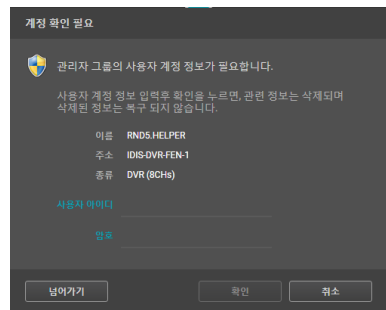 계정 확인 필요
관리자 그룹의 사용자 계정 정보가 필요합니다.
사용자 계정 정보 입력후 확인을 누르면, 관련 정보는 삭제되며
삭제된 정보는 복구 되지 않습니다.
이름 RND5.HELPER
주소 IDIS-DVR-FEN-1
종류 DVR (8CHs)
사용자 아이디
암호
넘어가기 확인 취소